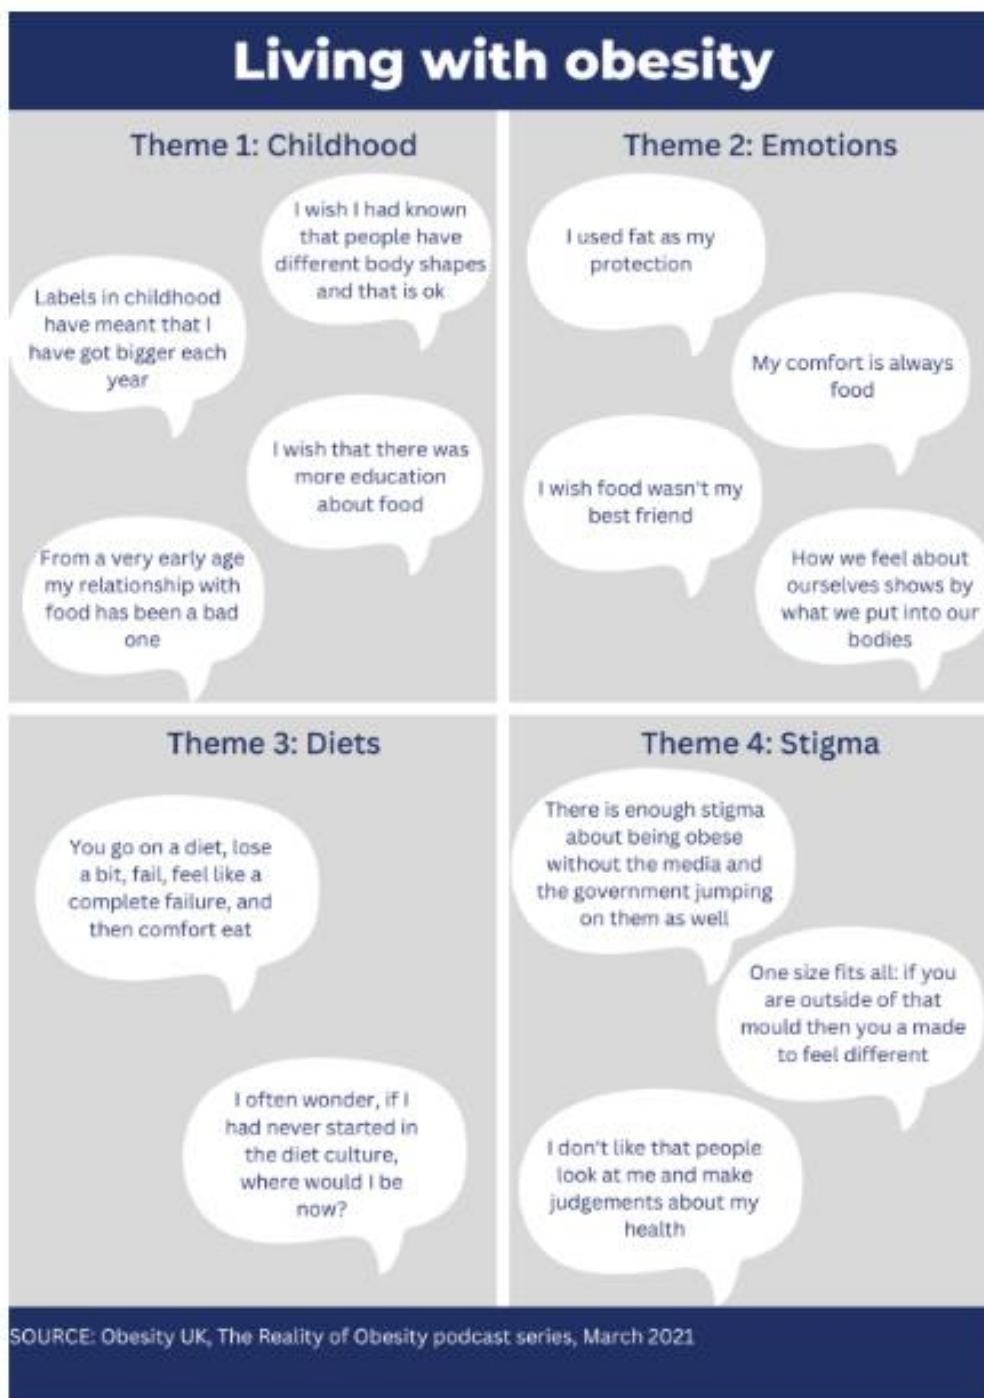 Living with obesity
Theme 1: Childhood
I wish I had known
that people have
different body shapes
and that is ok
Labels in childhood
have meant that I
have got bigger each
year
I wish that there was
more education
about food
From a very early age
my relationship with
food has been a bad
one
Theme 2: Emotions
I used fat as my
protection
My comfort is always
food
I wish food wasn't my
best friend
How we feel about
ourselves shows by
what we put into our
bodies
Theme 3: Diets
You go on a diet, lose
a bit, fail, feel like a
complete failure, and
then comfort eat
I often wonder, if I
had never started in
the diet culture,
where would I be
now?
Theme 4: Stigma
There is enough stigma
about being obese
without the media and
the government jumping
on them as well
One size fits all: if you
are outside of that
mould then you a made
to feel different
I don't like that people
look at me and make
judgements about my
health
SOURCE: Obesity UK, The Reality of Obesity podcast series, March 2021